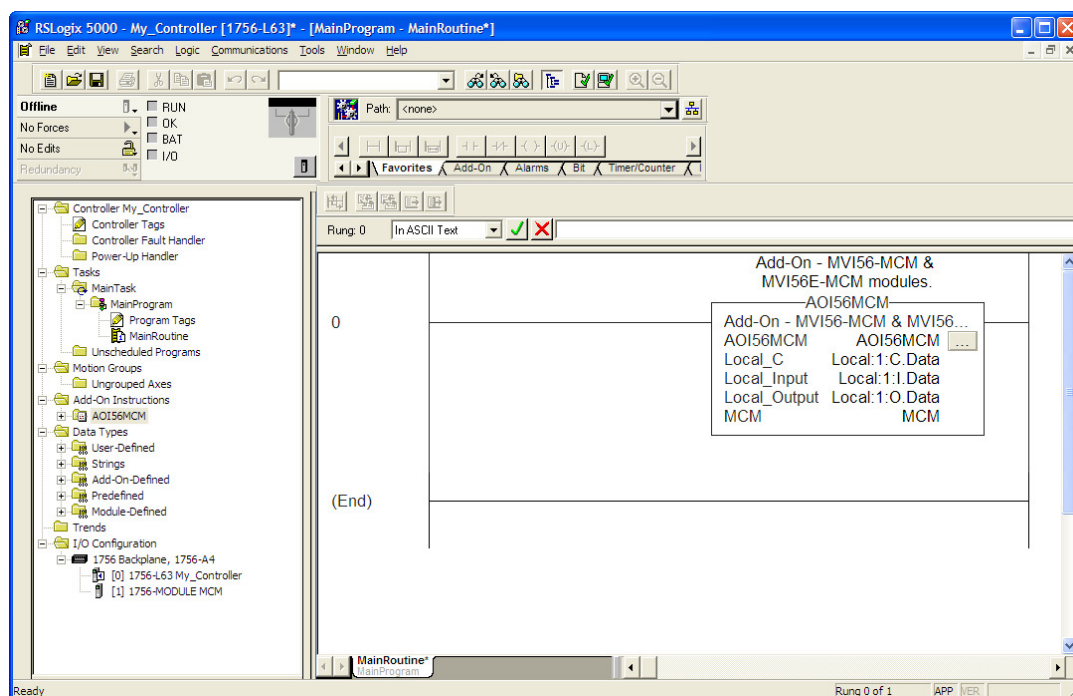 RSLogix 5000 - My_Controller [1756-L63]* - [MainProgram - MainRoutine*]
File Edit View Search Logic Communications Tools Window Help
Offline
No Forces
No Edits
Redundancy
RUN
OK
BAT
I/O
Path: <none>
Favorites Add-On Alarms Bit Timer/Counter
Controller My_Controller
Controller Tags
Controller Fault Handler
Power-Up Handler
Tasks
MainTask
MainProgram
Program Tags
MainRoutine
Unscheduled Programs
Motion Groups
Ungrouped Axes
Add-On Instructions
AOI56MCM
Data Types
User-Defined
Strings
Add-On-Defined
Predefined
Module-Defined
Trends
I/O Configuration
1756 Backplane, 1756-A4
[0] 1756-L63 My_Controller
[1] 1756-MODULE MCM
Rung: 0 In ASCII Text
Add-On - MVI56-MCM &
MVI56E-MCM modules.
AOI56MCM
0
Add-On - MVI56-MCM & MVI56...
AOI56MCM AOI56MCM ...
Local_C Local:1:C.Data
Local_Input Local:1:I.Data
Local_Output Local:1:O.Data
MCM MCM
(End)
MainRoutine*
MainProgram
Ready
Rung 0 of 1 APP VER